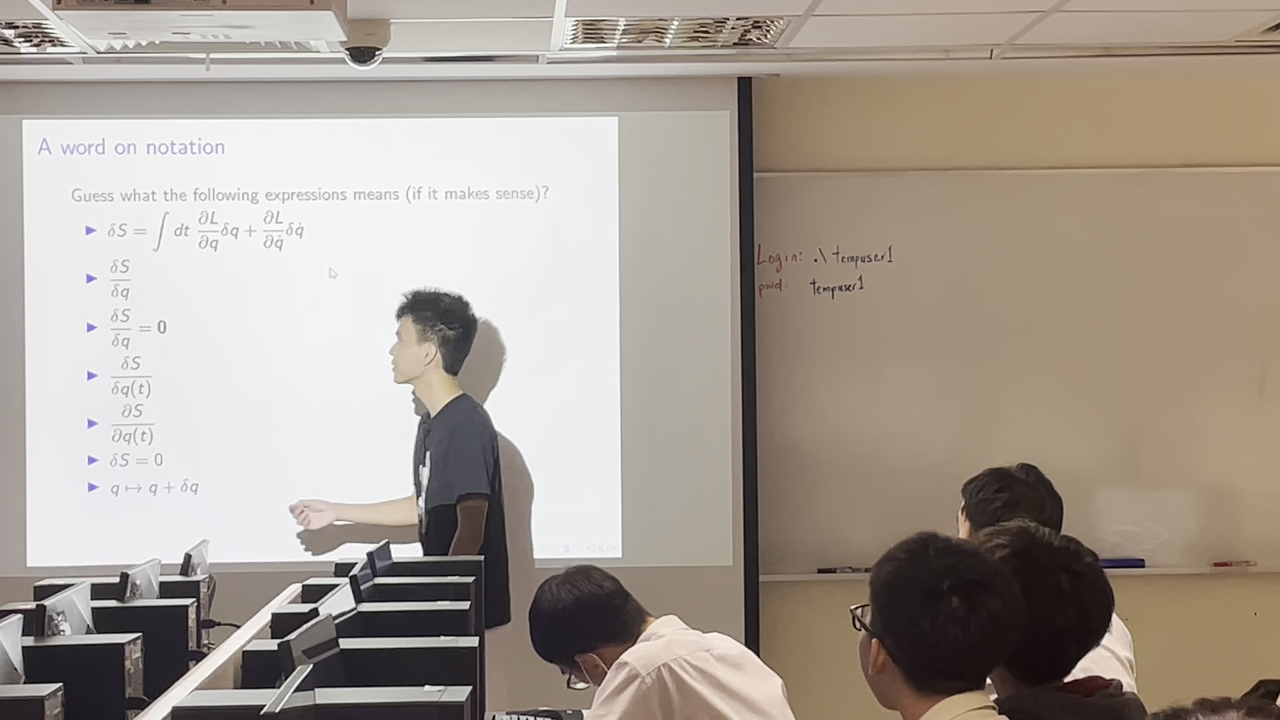 A word on notation
Guess what the following expressions means (if it makes sense)?
▶ δS = ∫ dt ∂L/∂q δq + ∂L/∂q̇ δq̇
▶ δS/δq
▶ δS/δq = 0
▶ δS/δq(t)
▶ ∂S/∂q(t)
▶ δS = 0
▶ q ↦ q + δq
Login: .\tempuser1
pwd: tempuser1